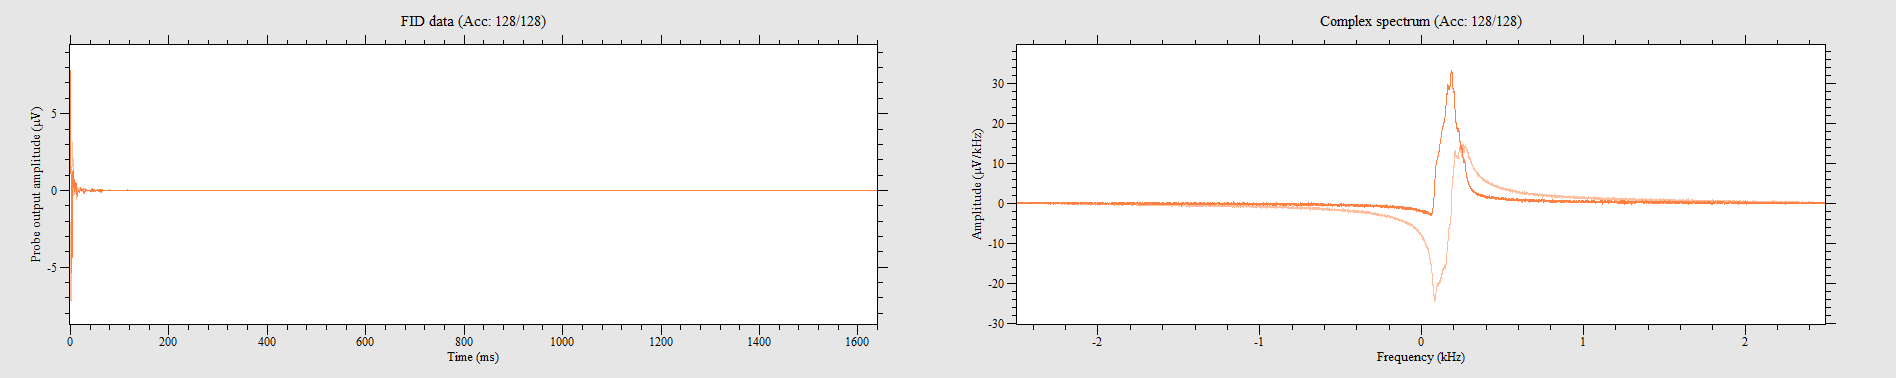 FID data (Acc: 128/128)
Probe output amplitude (µV)
5
0
-5
0 200 400 600 800 1000 1200 1400 1600
Time (ms)
Complex spectrum (Acc: 128/128)
Amplitude (µV/kHz)
30
20
10
0
-10
-20
-30
-2 -1 0 1 2
Frequency (kHz)